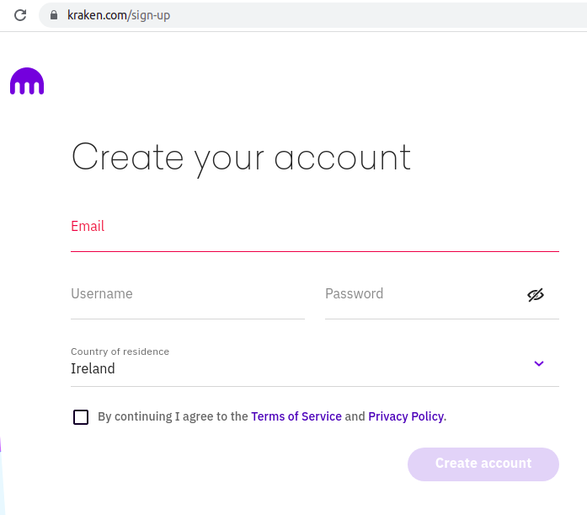 kraken.com/sign-up
Create your account
Email
Username Password
Country of residence
Ireland
By continuing I agree to the Terms of Service and Privacy Policy.
Create account